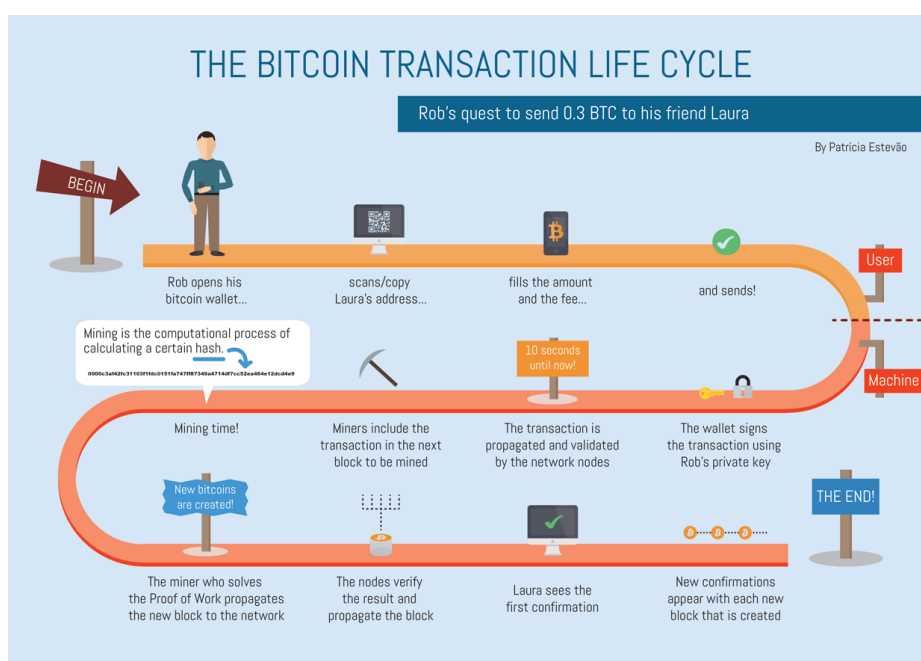 THE BITCOIN TRANSACTION LIFE CYCLE
Rob's quest to send 0.3 BTC to his friend Laura
By Patrícia Estevão
BEGIN
Rob opens his
bitcoin wallet...
scans/copy
Laura's address...
fills the amount
and the fee...
and sends!
User
Machine
The wallet signs
the transaction using
Rob's private key
10 seconds
until now!
The transaction is
propagated and validated
by the network nodes
Miners include the
transaction in the next
block to be mined
Mining is the computational process of
calculating a certain hash.
Mining time!
New bitcoins
are created!
The miner who solves
the Proof of Work propagates
the new block to the network
The nodes verify
the result and
propagate the block
Laura sees the
first confirmation
New confirmations
appear with each new
block that is created
THE END!